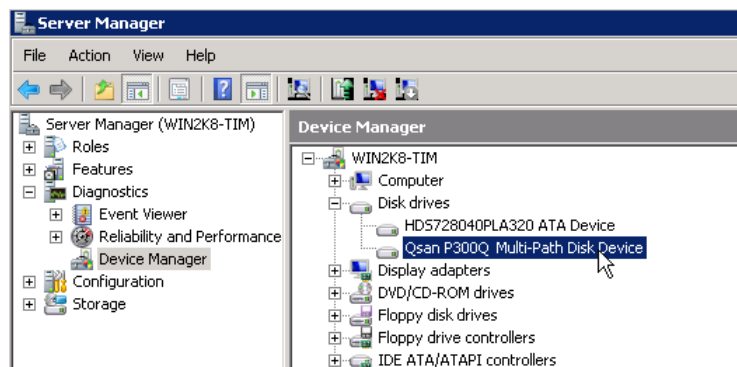 Server Manager
File Action View Help
Server Manager (WIN2K8-TIM)
Roles
Features
Diagnostics
Event Viewer
Reliability and Performance
Device Manager
Configuration
Storage
Device Manager
WIN2K8-TIM
Computer
Disk drives
HDS728040PLA320 ATA Device
Qsan P300Q Multi-Path Disk Device
Display adapters
DVD/CD-ROM drives
Floppy disk drives
Floppy drive controllers
IDE ATA/ATAPI controllers